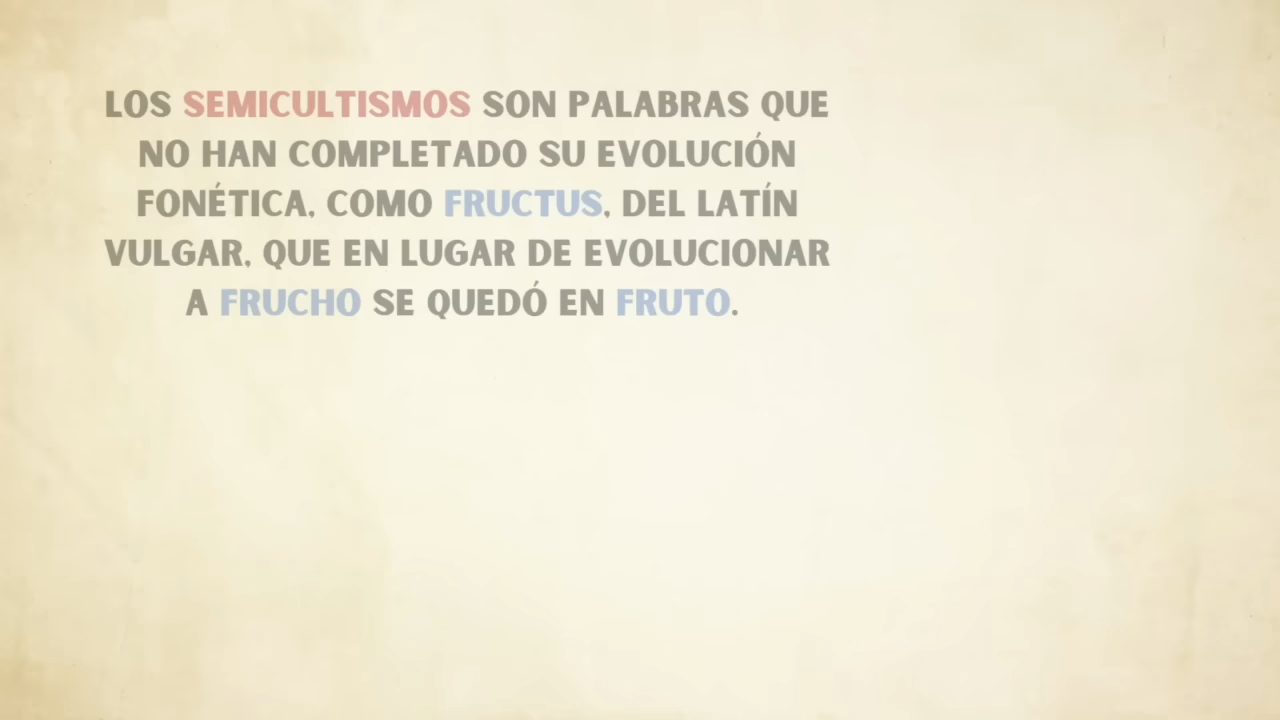 LOS SEMICULTISMOS SON PALABRAS QUE
NO HAN COMPLETADO SU EVOLUCIÓN
FONÉTICA, COMO FRUCTUS, DEL LATÍN
VULGAR, QUE EN LUGAR DE EVOLUCIONAR
A FRUCHO SE QUEDÓ EN FRUTO.